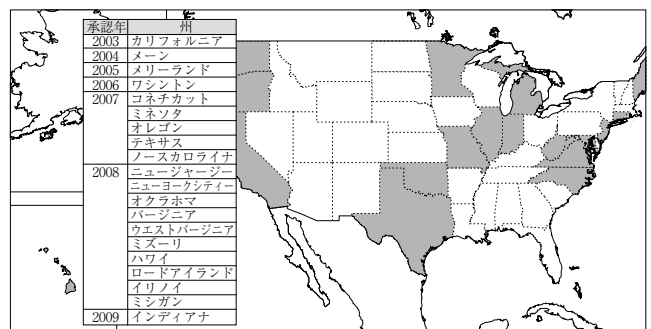 承認年 州
2003 カリフォルニア
2004 メーン
2005 メリーランド
2006 ワシントン
2007 コネチカット
ミネソタ
オレゴン
テキサス
ノースカロライナ
2008 ニュージャージー
ニューヨークシティー
オクラホマ
バージニア
ウエストバージニア
ミズーリ
ハワイ
ロードアイランド
イリノイ
ミシガン
2009 インディアナ